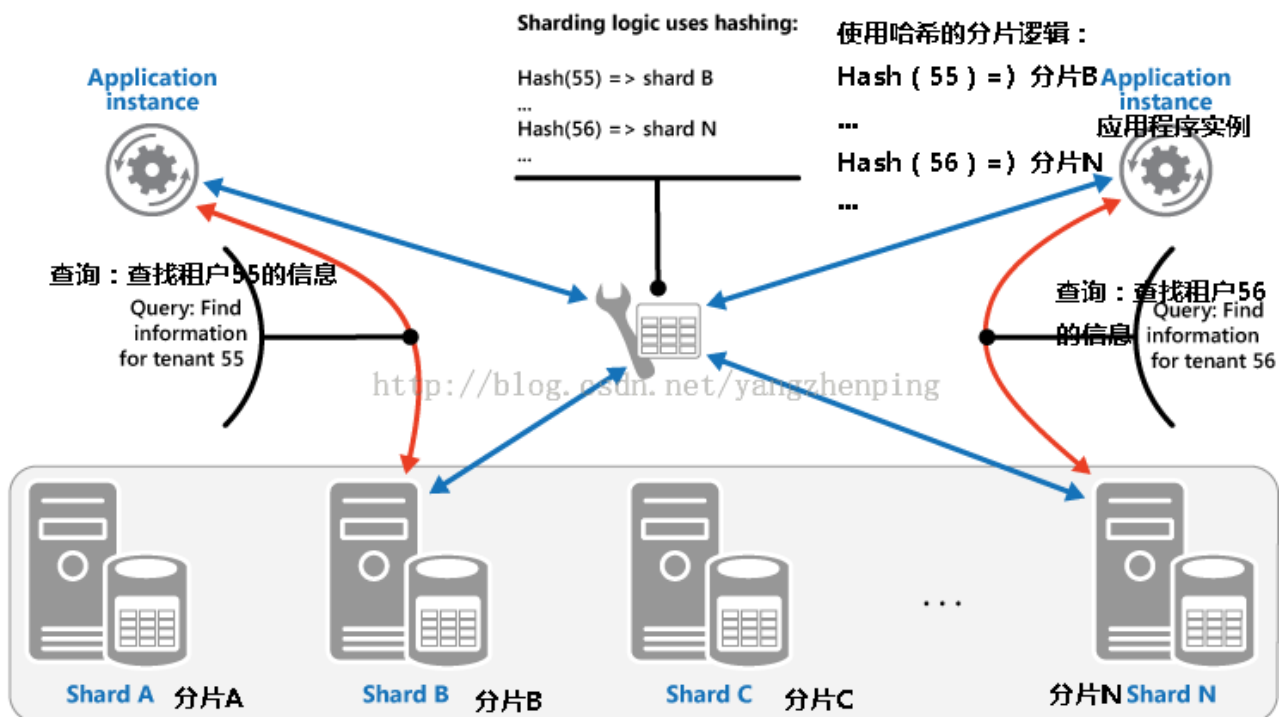 Sharding logic uses hashing:
Hash(55) => shard B
...
Hash(56) => shard N
...
使用哈希的分片逻辑：
Hash（55）=）分片B
...
Hash（56）=）分片N
...
Application
instance
Application
instance
应用程序实例
查询：查找租户55的信息
Query: Find
information
for tenant 55
查询：查找租户56
的信息
Query: Find
information
for tenant 56
http://blog.csdn.net/yangzhenping
...
Shard A 分片A
Shard B 分片B
Shard C 分片C
分片N Shard N